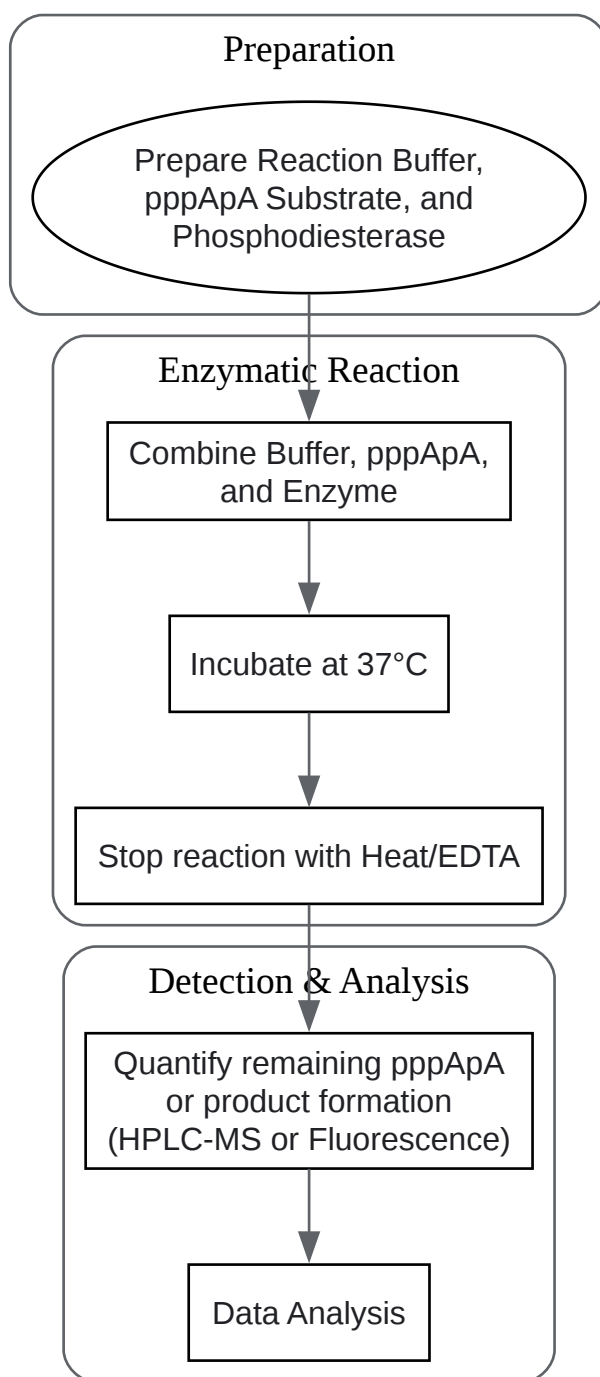 Preparation
Prepare Reaction Buffer,
pppApA Substrate, and
Phosphodiesterase
Enzymatic Reaction
Combine Buffer, pppApA,
and Enzyme
Incubate at 37°C
Stop reaction with Heat/EDTA
Detection & Analysis
Quantify remaining pppApA
or product formation
(HPLC-MS or Fluorescence)
Data Analysis